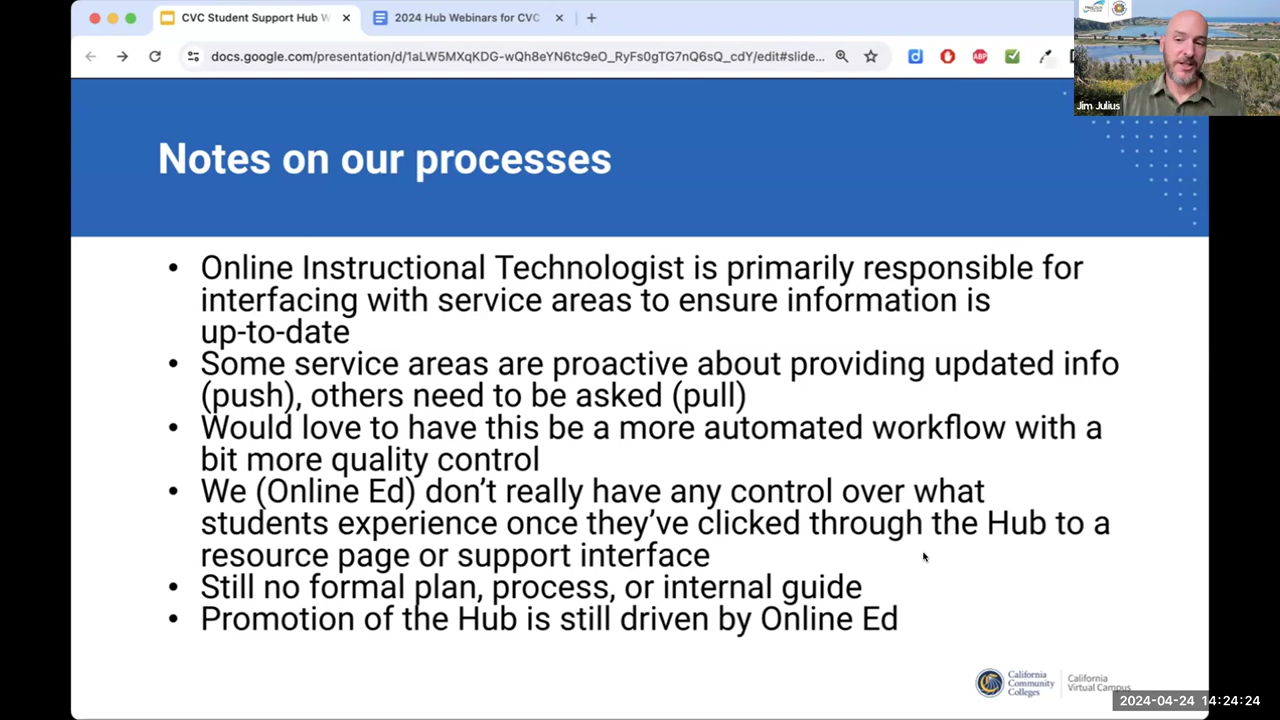 CVC Student Support Hub W
2024 Hub Webinars for CVC
docs.google.com/presentation/d/1aLW5MXqKDG-wQh8eYN6tc9eO_RyFs0gTG7nQ6sQ_cdY/edit#slide...
ABP
Jim Julius
Notes on our processes
• Online Instructional Technologist is primarily responsible for
interfacing with service areas to ensure information is
up-to-date
• Some service areas are proactive about providing updated info
(push), others need to be asked (pull)
• Would love to have this be a more automated workflow with a
bit more quality control
• We (Online Ed) don’t really have any control over what
students experience once they’ve clicked through the Hub to a
resource page or support interface
• Still no formal plan, process, or internal guide
• Promotion of the Hub is still driven by Online Ed
California
Community
Colleges
California
Virtual Campus
2024-04-24 14:24:24